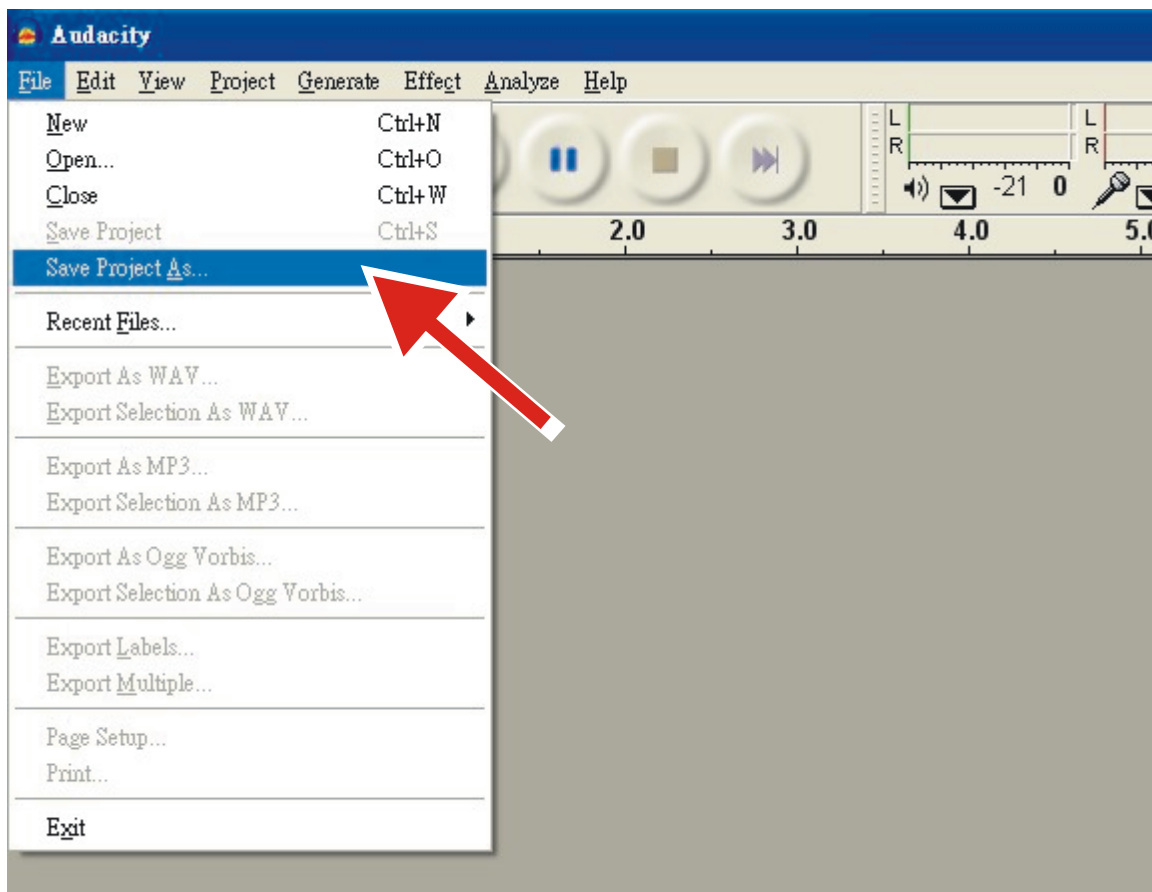 Audacity
File Edit View Project Generate Effect Analyze Help
New Ctrl+N
Open... Ctrl+O
Close Ctrl+W
Save Project Ctrl+S
Save Project As...
Recent Files...
Export As WAV...
Export Selection As WAV...
Export As MP3...
Export Selection As MP3...
Export As Ogg Vorbis...
Export Selection As Ogg Vorbis...
Export Labels...
Export Multiple...
Page Setup...
Print...
Exit
L L
R R
-21 0
2.0 3.0 4.0 5.0